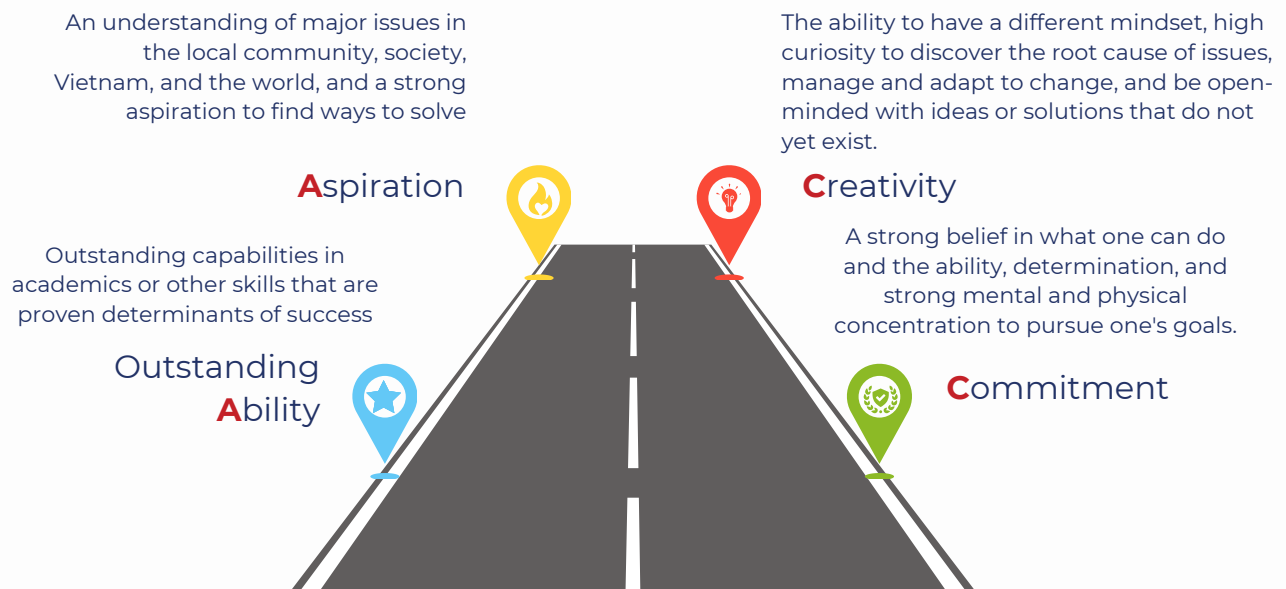 An understanding of major issues in
the local community, society,
Vietnam, and the world, and a strong
aspiration to find ways to solve
Aspiration
The ability to have a different mindset, high
curiosity to discover the root cause of issues,
manage and adapt to change, and be open-
minded with ideas or solutions that do not
yet exist.
Creativity
Outstanding capabilities in
academics or other skills that are
proven determinants of success
Outstanding
Ability
A strong belief in what one can do
and the ability, determination, and
strong mental and physical
concentration to pursue one's goals.
Commitment